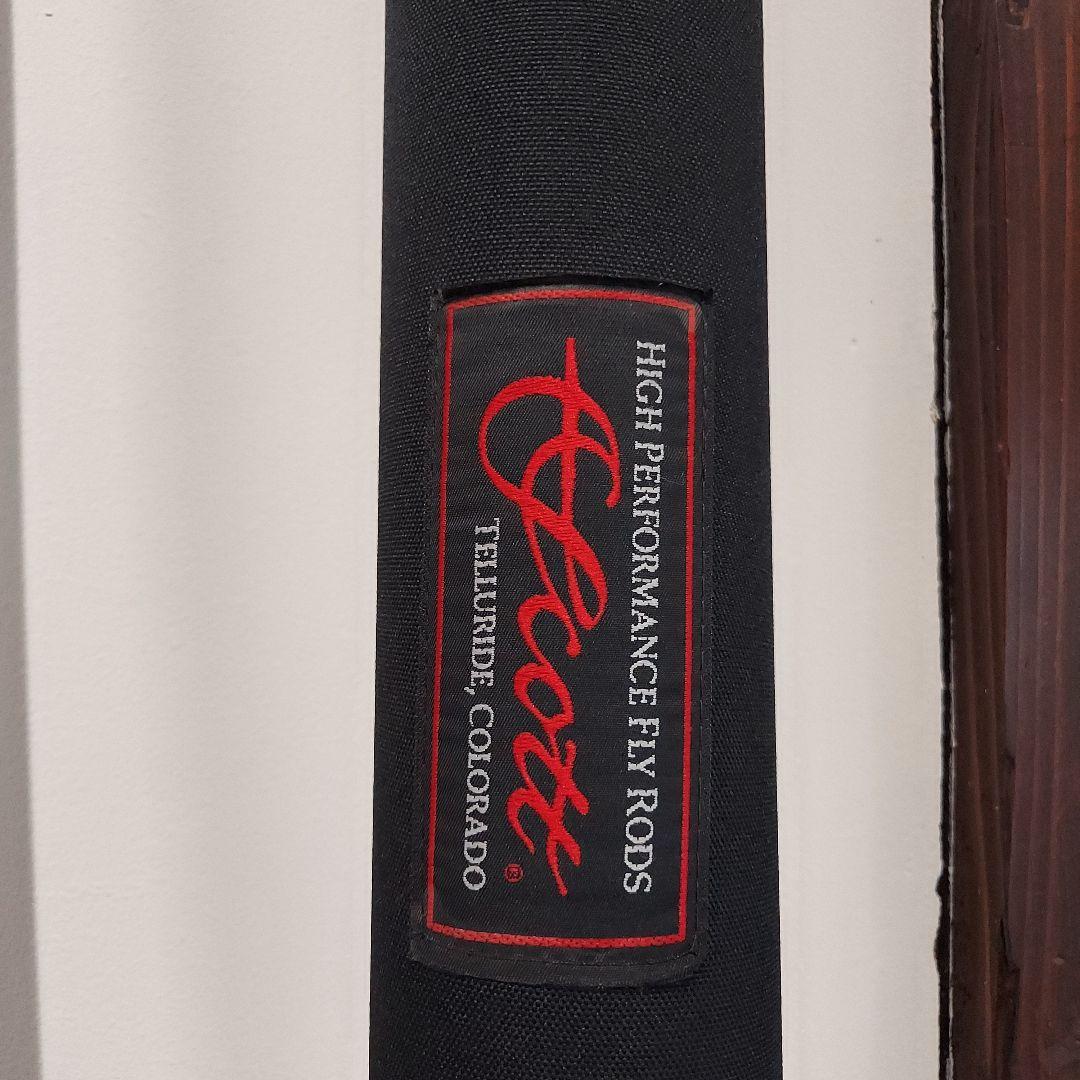 HIGH PERFORMANCE FLY RODS
Scott®
TELLURIDE, COLORADO